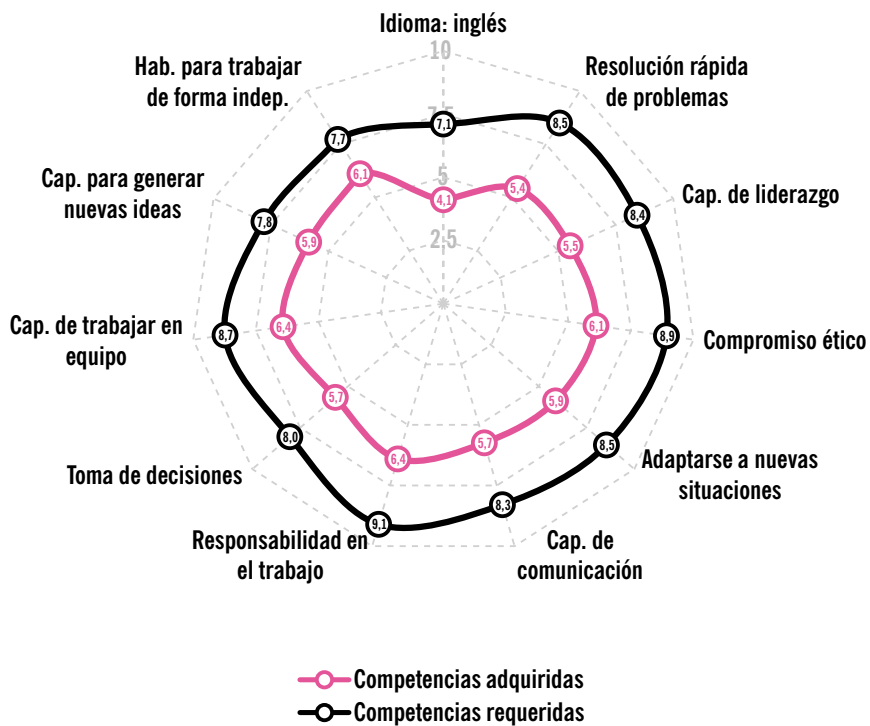 Idioma: inglés
10
Hab. para trabajar
de forma indep.
Resolución rápida
de problemas
7,5
7,1
8,5
7,7
6,1
5
5,4
4,1
Cap. para generar
nuevas ideas
Cap. de liderazgo
7,8
8,4
5,9
2.5
5,5
Cap. de trabajar en
equipo
8,7
6,4
6,1
8,9
Compromiso ético
5,7
5,9
8,0
8,5
Toma de decisiones
Adaptarse a nuevas
situaciones
6,4
5,7
9,1
8,3
Responsabilidad en
el trabajo
Cap. de
comunicación
Competencias adquiridas
Competencias requeridas